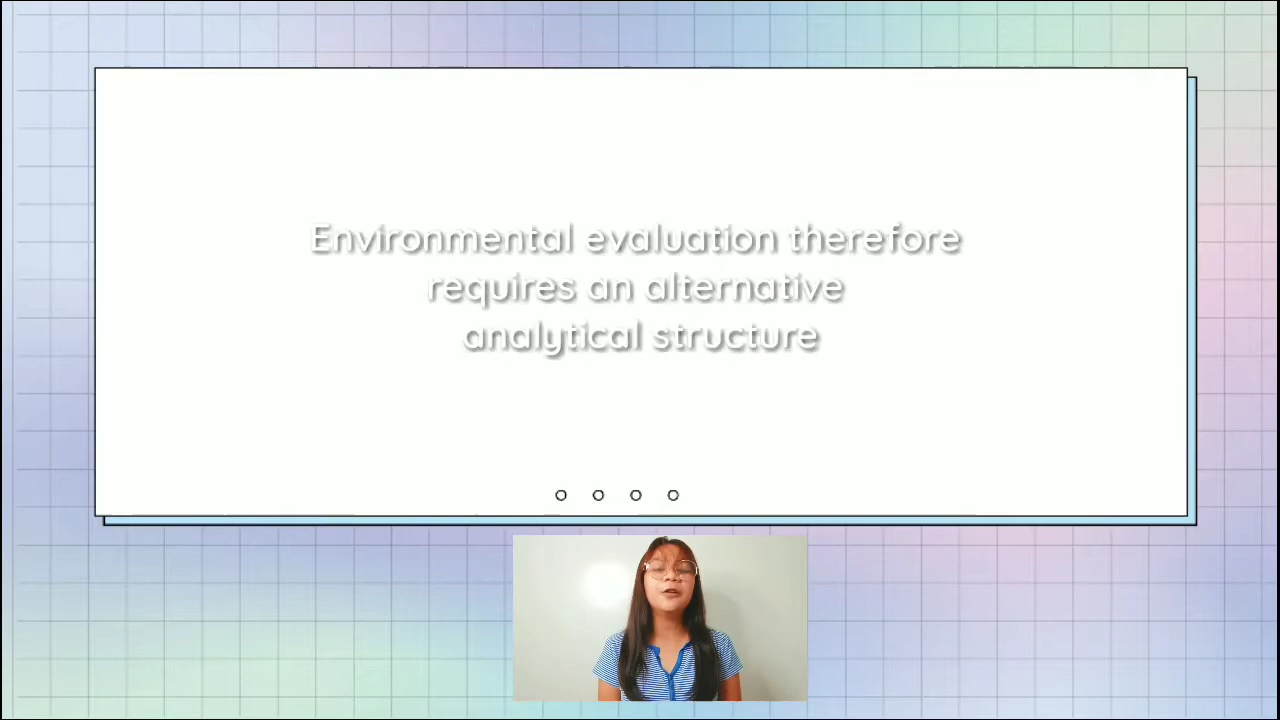 Environmental evaluation therefore
requires an alternative
analytical structure